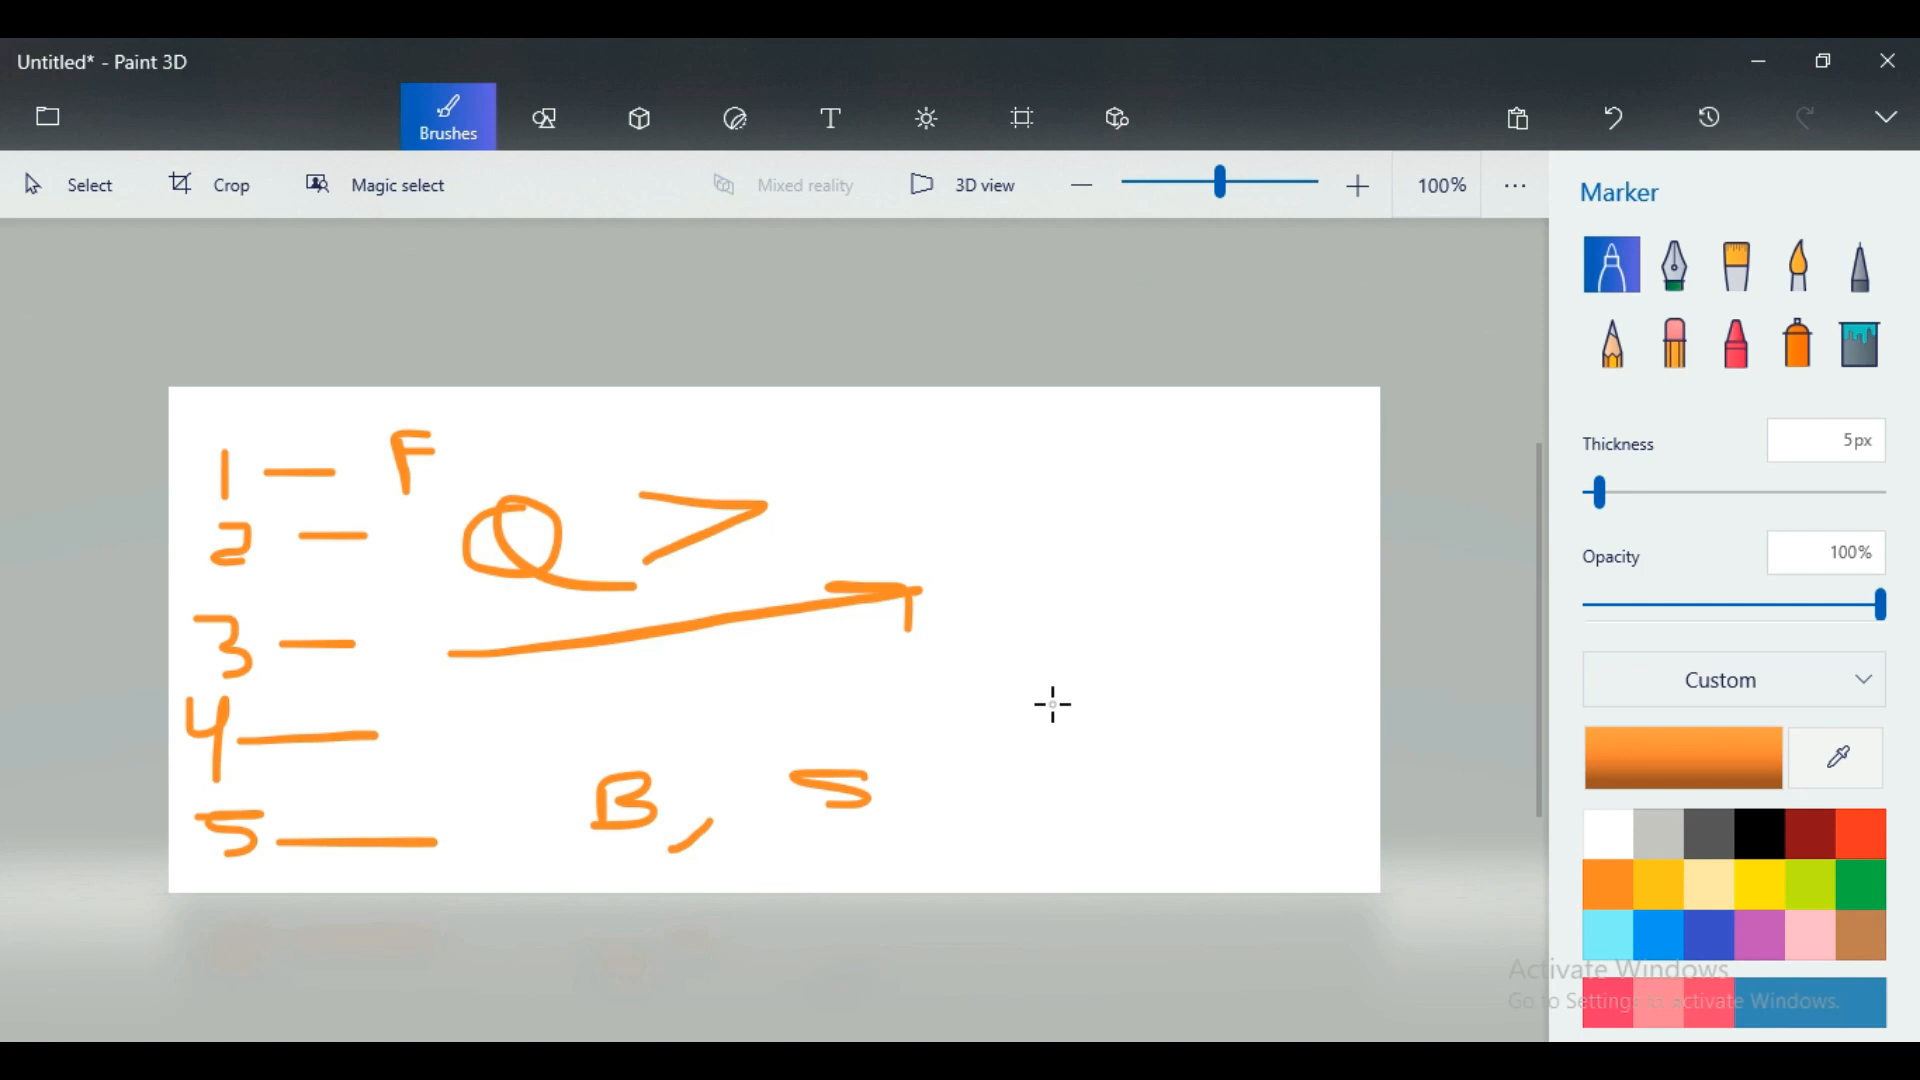 Untitled* - Paint 3D
Brushes
Select Crop Magic select Mixed reality 3D view 100%
Marker
Thickness 5px
Opacity 100%
Custom
1 — F
2 — Q >
3 —
4 —
5 — B, S
Activate Windows
Go to Settings to activate Windows.